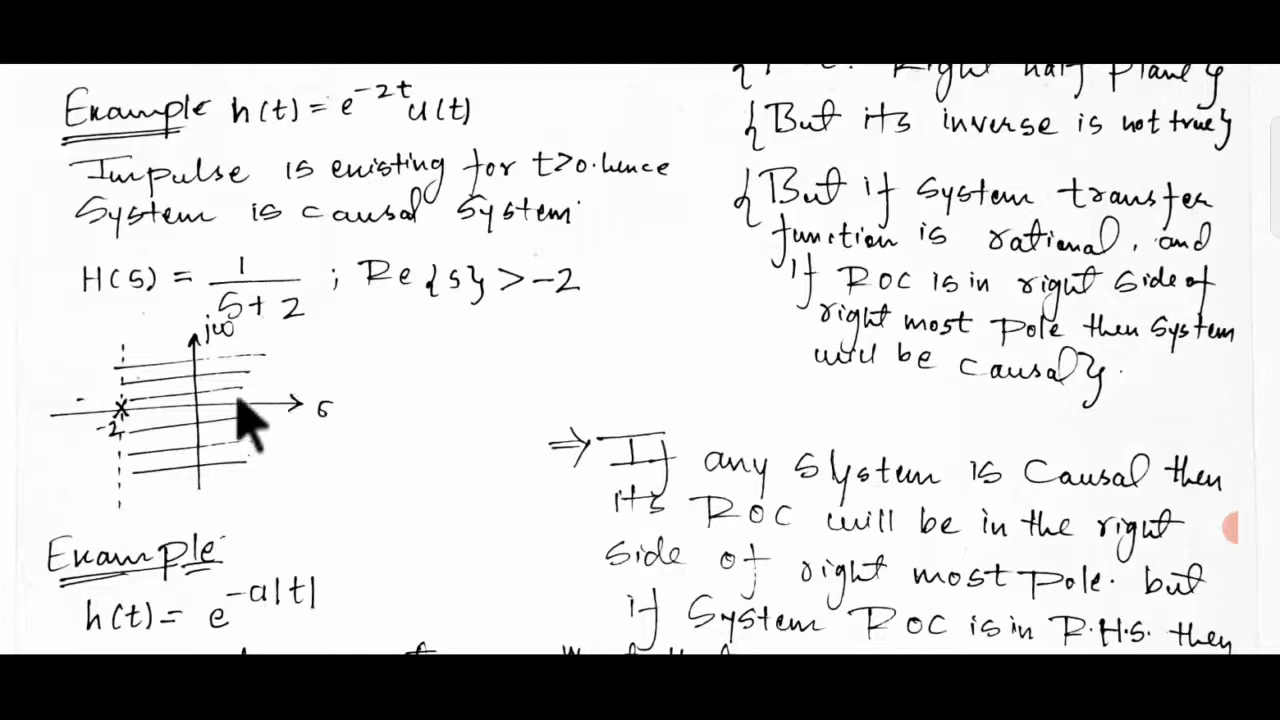 Example h(t) = e^-2t u(t)
Impulse is existing for t>0. hence
System is causal system.
H(s) = 1/(s+2) ; Re{s} > -2
jω
-2
σ
Example
h(t) = e^-a|t|
Right half plane}
{But its inverse is not true}
{But if system transfer
function is rational, and
if ROC is in right side of
right most pole then system
will be causal}.
⇒ If any system is causal then
its ROC will be in the right
side of right most pole. but
if system ROC is in R.H.S. then